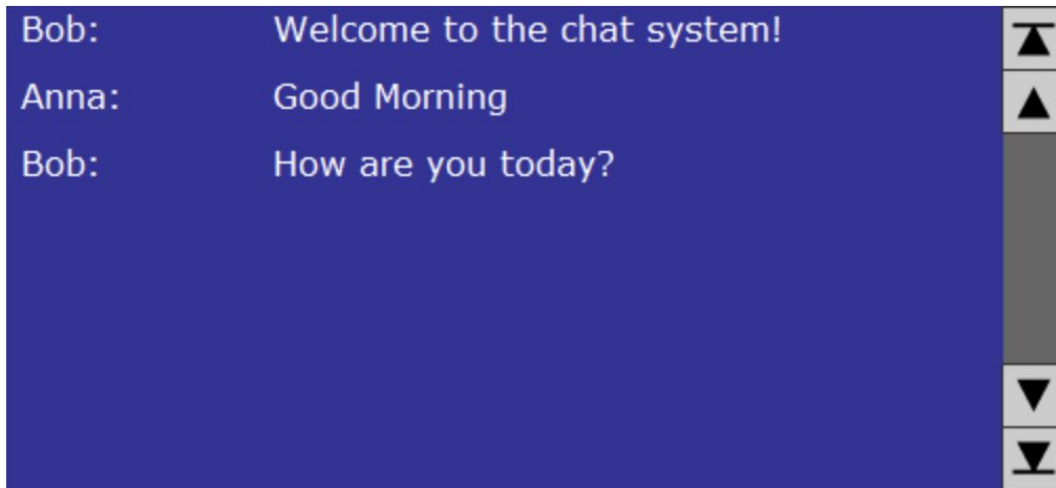 Bob: Welcome to the chat system!
Anna: Good Morning
Bob: How are you today?